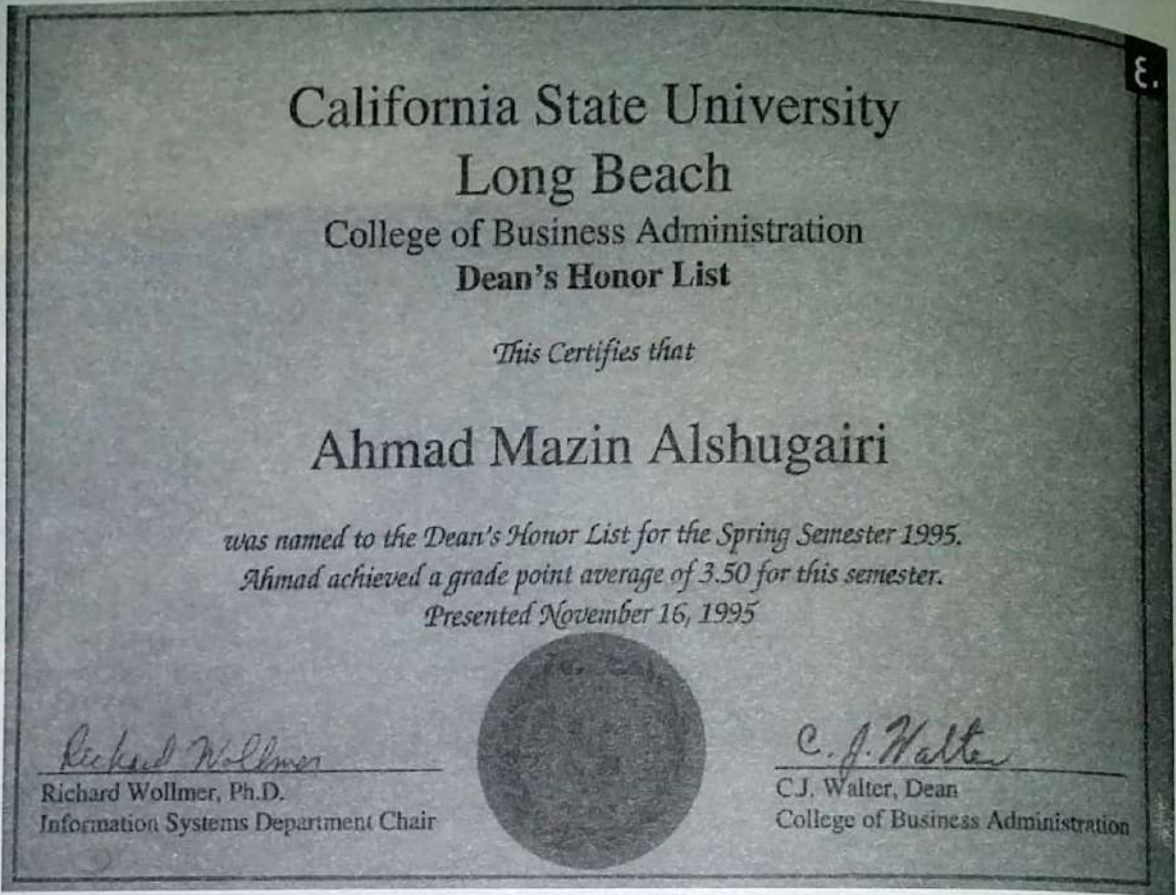 ٤٠
California State University
Long Beach
College of Business Administration
Dean's Honor List
This Certifies that
Ahmad Mazin Alshugairi
was named to the Dean's Honor List for the Spring Semester 1995.
Ahmad achieved a grade point average of 3.50 for this semester.
Presented November 16, 1995
Richard Wollmer
C. J. Walter
Richard Wollmer, Ph.D.
C.J. Walter, Dean
Information Systems Department Chair
College of Business Administration